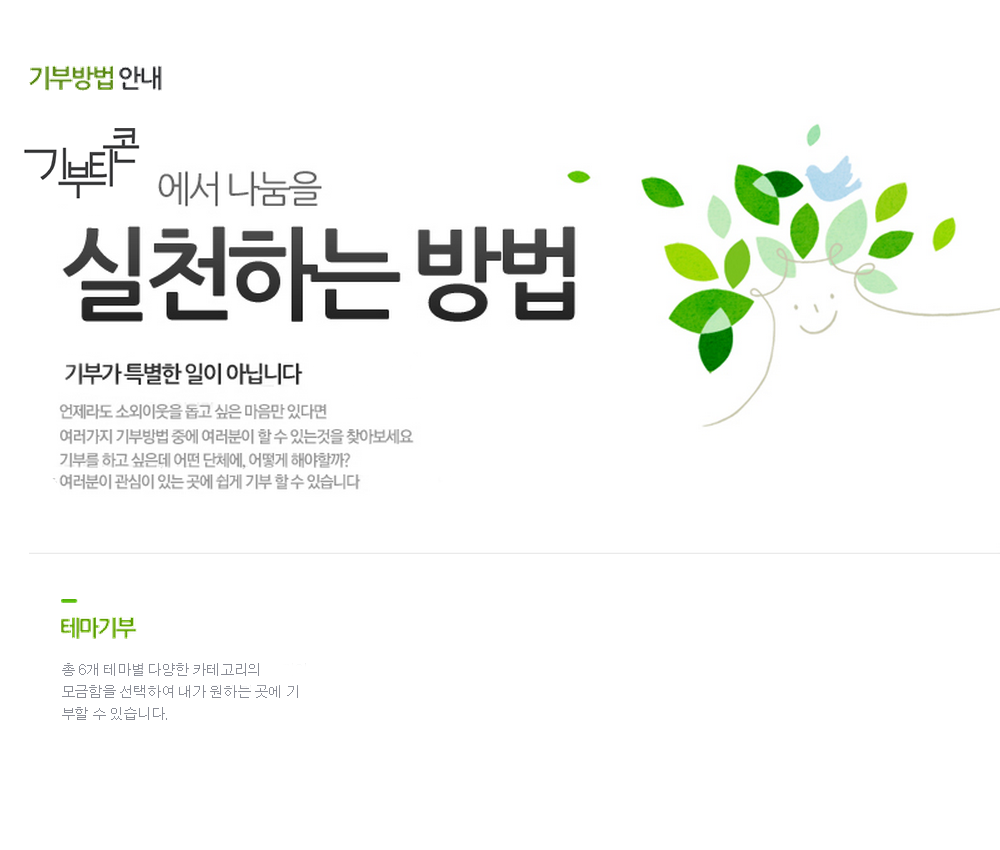 기부방법 안내
기부티콘 에서 나눔을
실천하는 방법
기부가 특별한 일이 아닙니다
언제라도 소외이웃을 돕고 싶은 마음만 있다면
여러가지 기부방법 중에 여러분이 할 수 있는것을 찾아보세요
기부를 하고 싶은데 어떤 단체에, 어떻게 해야할까?
여러분이 관심이 있는 곳에 쉽게 기부 할 수 있습니다
테마기부
총 6개 테마별 다양한 카테고리의
모금함을 선택하여 내가 원하는 곳에 기
부할 수 있습니다.